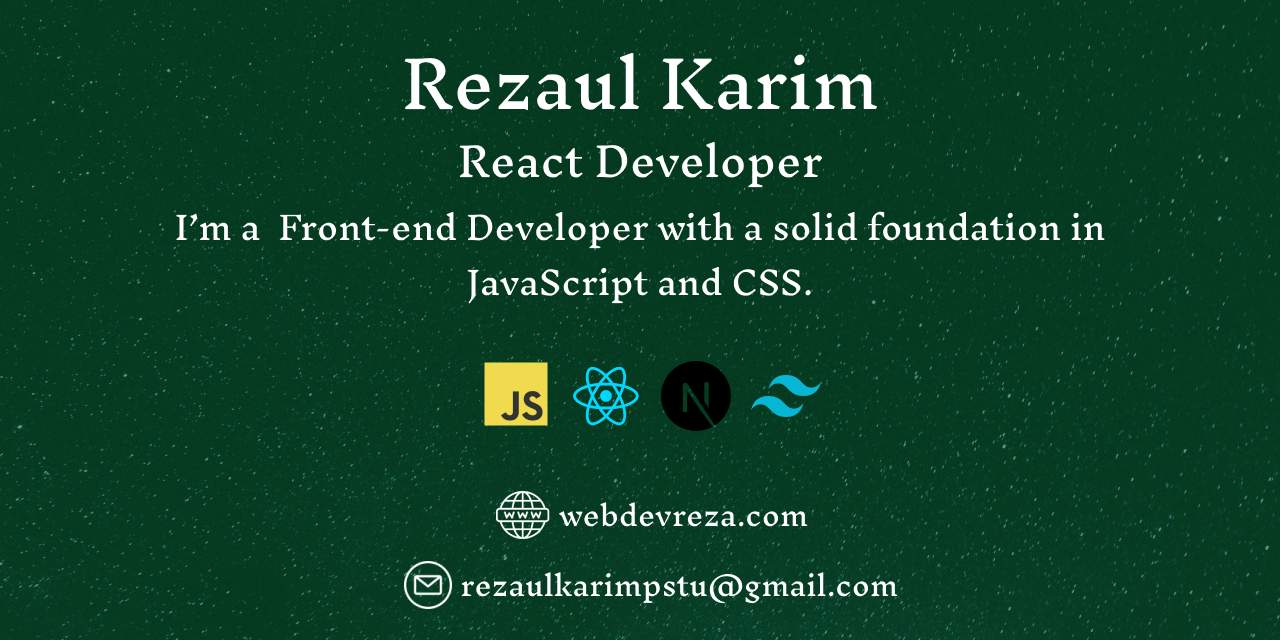 Rezaul Karim
React Developer
I’m a  Front-end Developer with a solid foundation in
JavaScript and CSS.
JS
N
www
webdevreza.com
rezaulkarimpstu@gmail.com